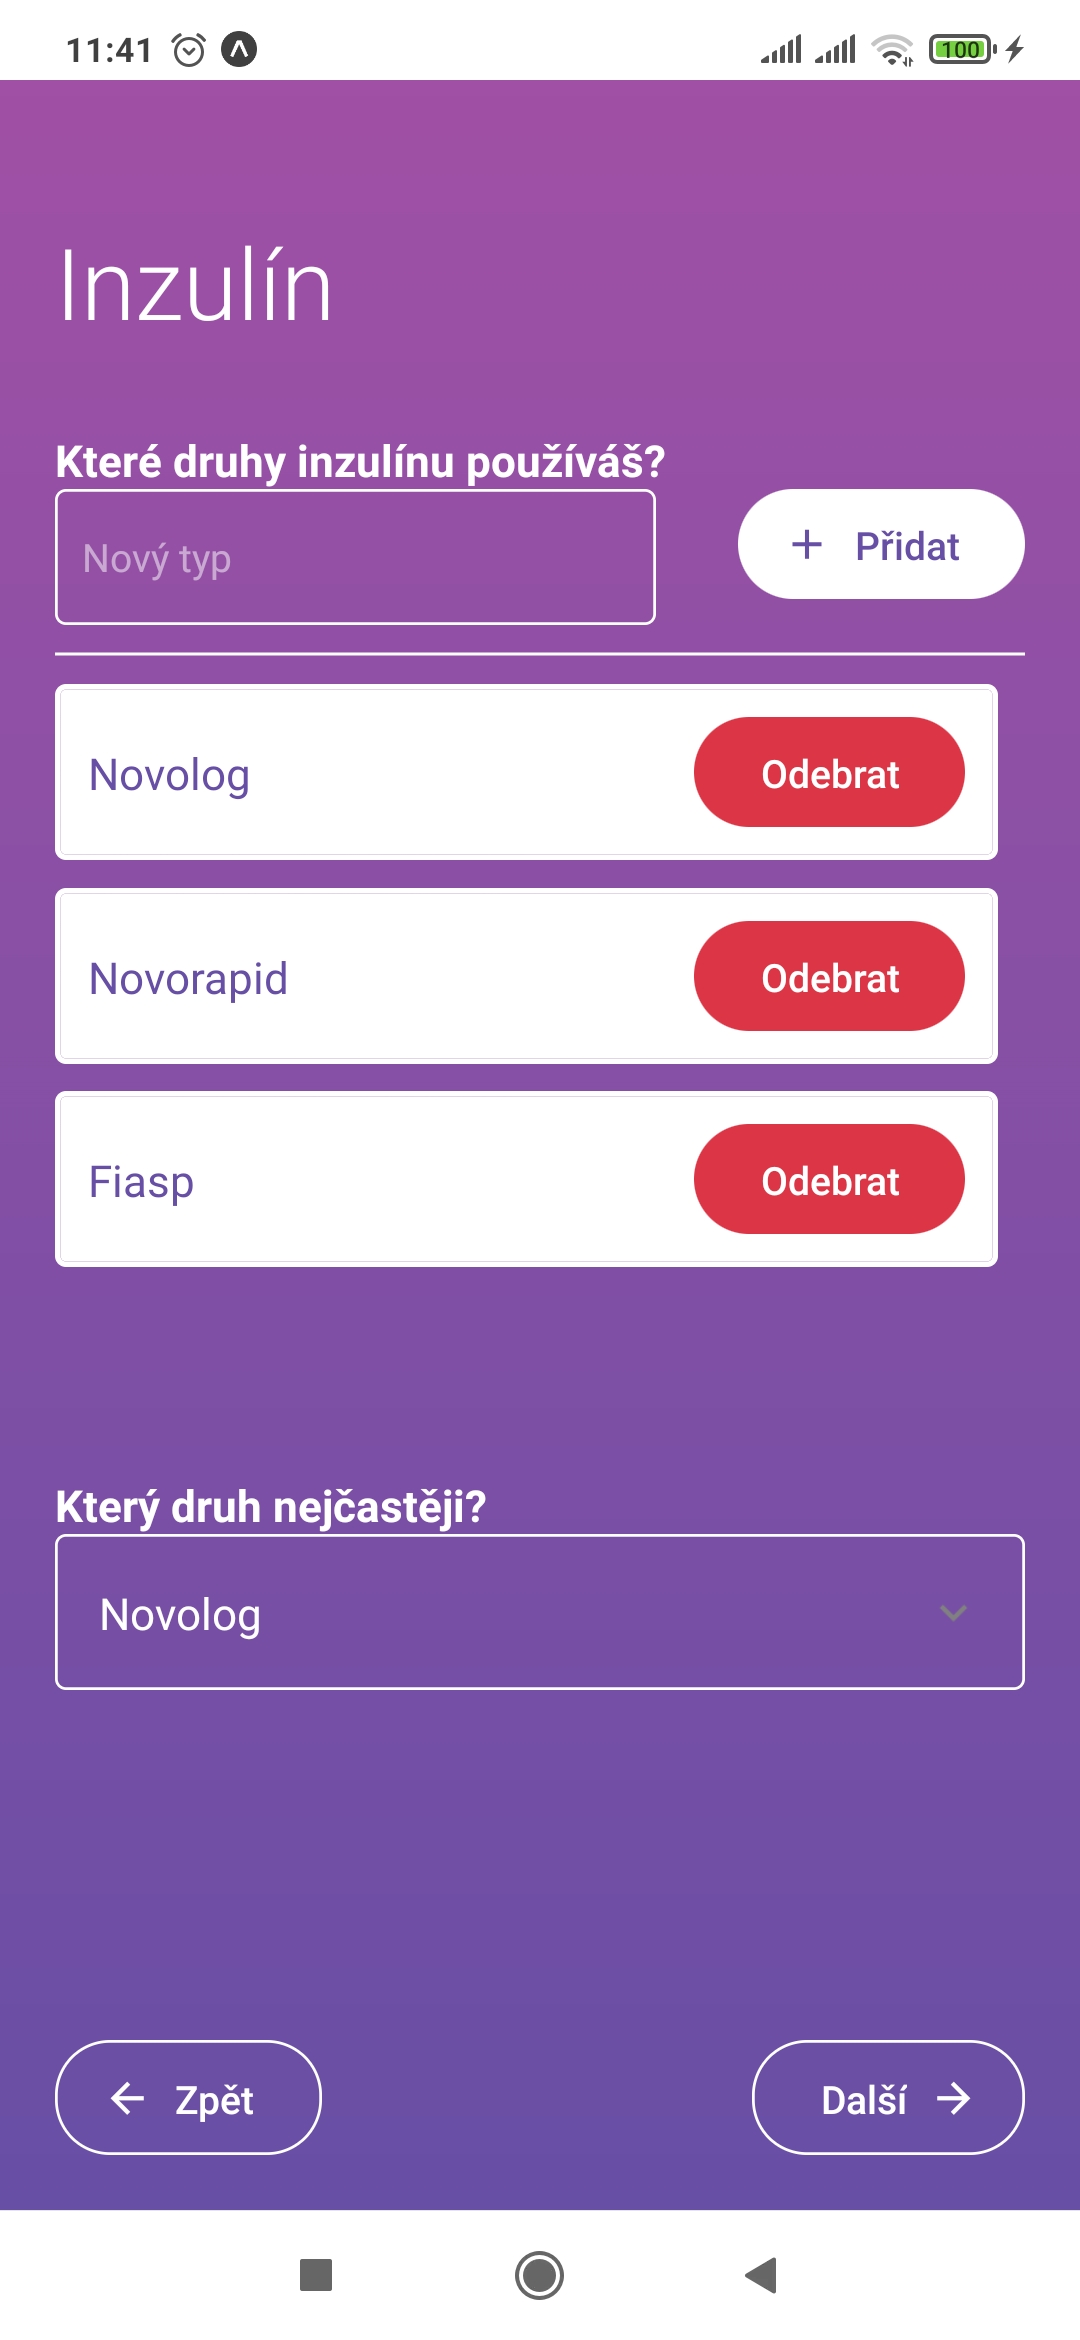 11:41
100
Inzulín
Které druhy inzulínu používáš?
Nový typ
+ Přidat
Novolog
Odebrat
Novorapid
Odebrat
Fiasp
Odebrat
Který druh nejčastěji?
Novolog
← Zpět
Další →